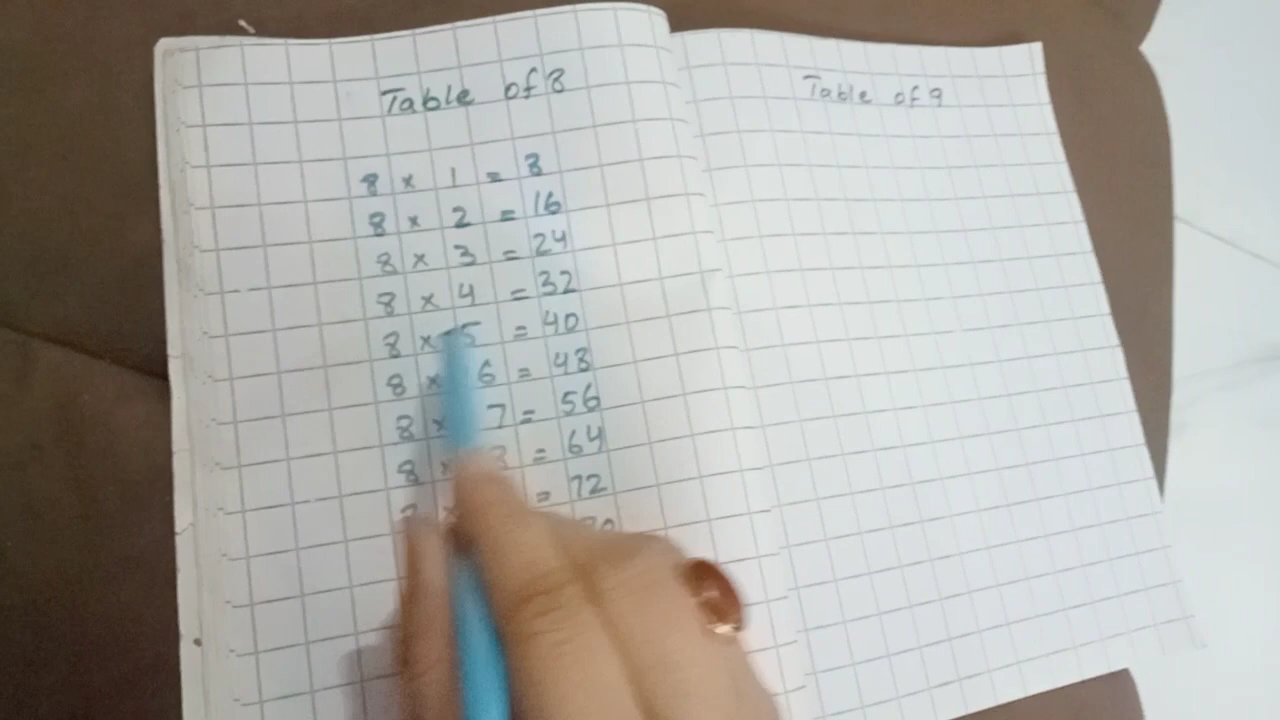 Table of 8
8 × 1 = 8
8 × 2 = 16
8 × 3 = 24
8 × 4 = 32
8 × 5 = 40
8 × 6 = 48
8 × 7 = 56
8 × 8 = 64
= 72
Table of 9